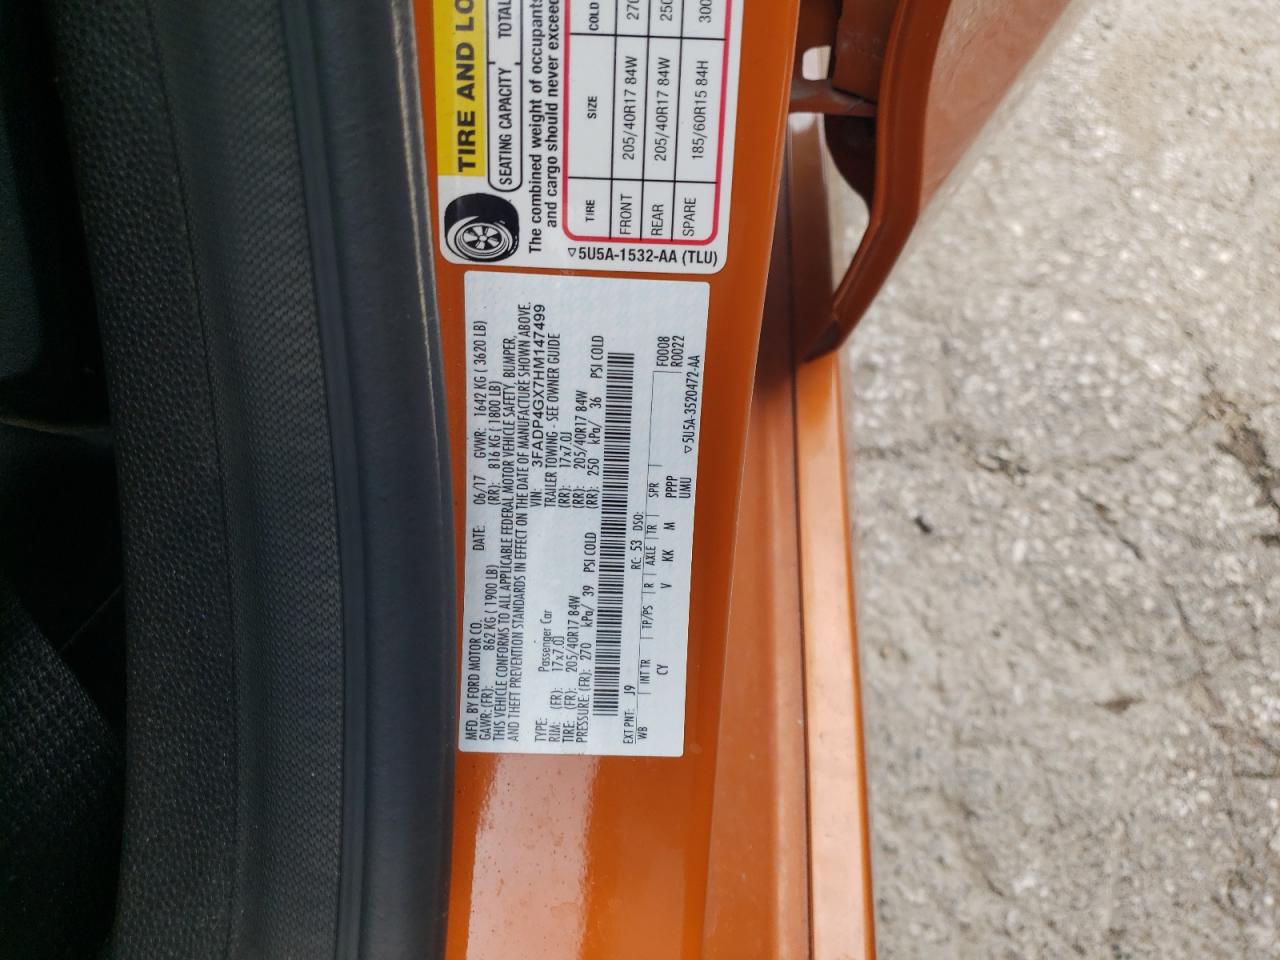 TIRE AND LO
SEATING CAPACITY TOTAL
The combined weight of occupants
and cargo should never exceed
TIRE SIZE COLD
FRONT 205/40R17 84W 270
REAR 205/40R17 84W 250
SPARE 185/60R15 84H 300
5U5A-1532-AA (TLU)
MFD. BY FORD MOTOR CO. DATE: 06/17 GVWR: 1642 KG ( 3620 LB)
GAWR:(FR): 862 KG ( 1900 LB) (RR): 816 KG ( 1800 LB)
THIS VEHICLE CONFORMS TO ALL APPLICABLE FEDERAL MOTOR VEHICLE SAFETY, BUMPER,
AND THEFT PREVENTION STANDARDS IN EFFECT ON THE DATE OF MANUFACTURE SHOWN ABOVE.
VIN: 3FADP4GX7HM147499
TYPE: Passenger Car TRAILER TOWING - SEE OWNER GUIDE
RIM: (FR): 17x7.0J (RR): 17x7.0J
TIRE: (FR): 205/40R17 84W (RR): 205/40R17 84W
PRESSURE:(FR): 270 kPa/ 39 PSI COLD (RR): 250 kPa/ 36 PSI COLD
EXT PNT: J9 RC: 53 DSO: F0008
WB INT TR TP/PS R AXLE TR SPR R0022
CY V KK M PPPP
UMU 5U5A-3520472-AA